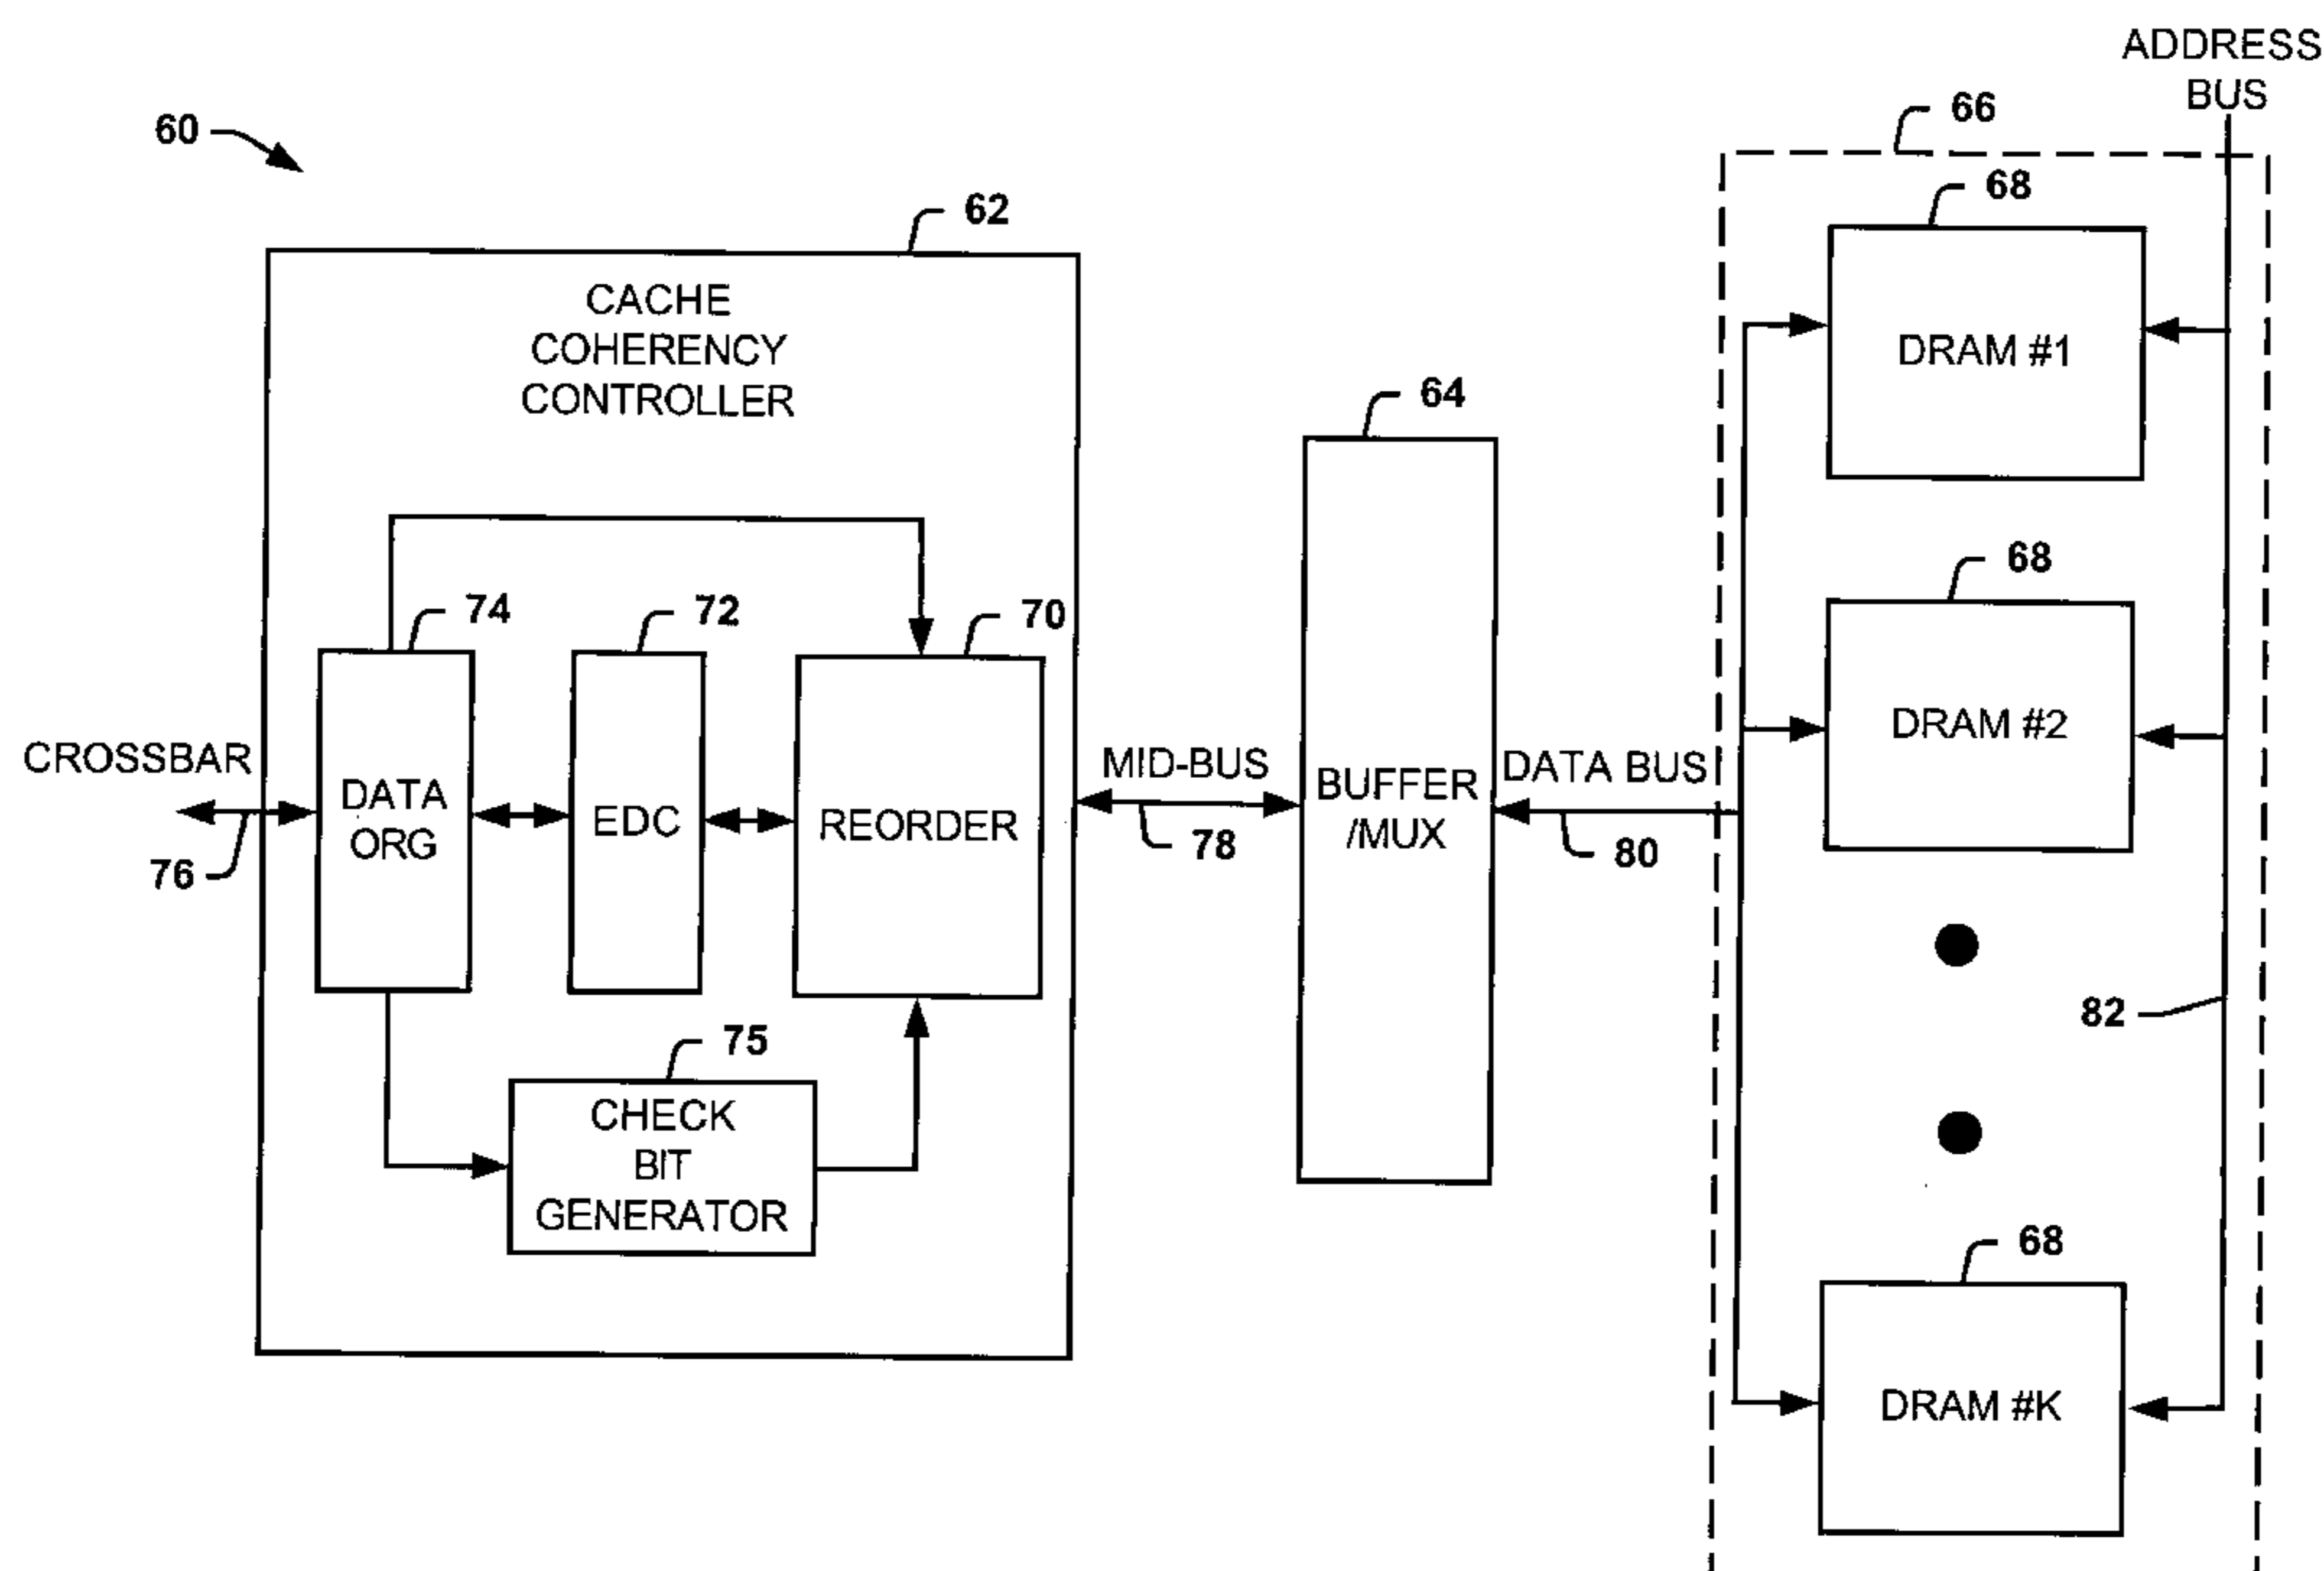 ADDRESS
BUS
60
66
68
62
CACHE
COHERENCY
CONTROLLER
DRAM #1
64
68
74
72
70
DRAM #2
CROSSBAR
MID-BUS
DATA BUS
DATA
ORG
EDC
REORDER
BUFFER
/MUX
76
78
80
82
75
CHECK
BIT
GENERATOR
68
DRAM #K